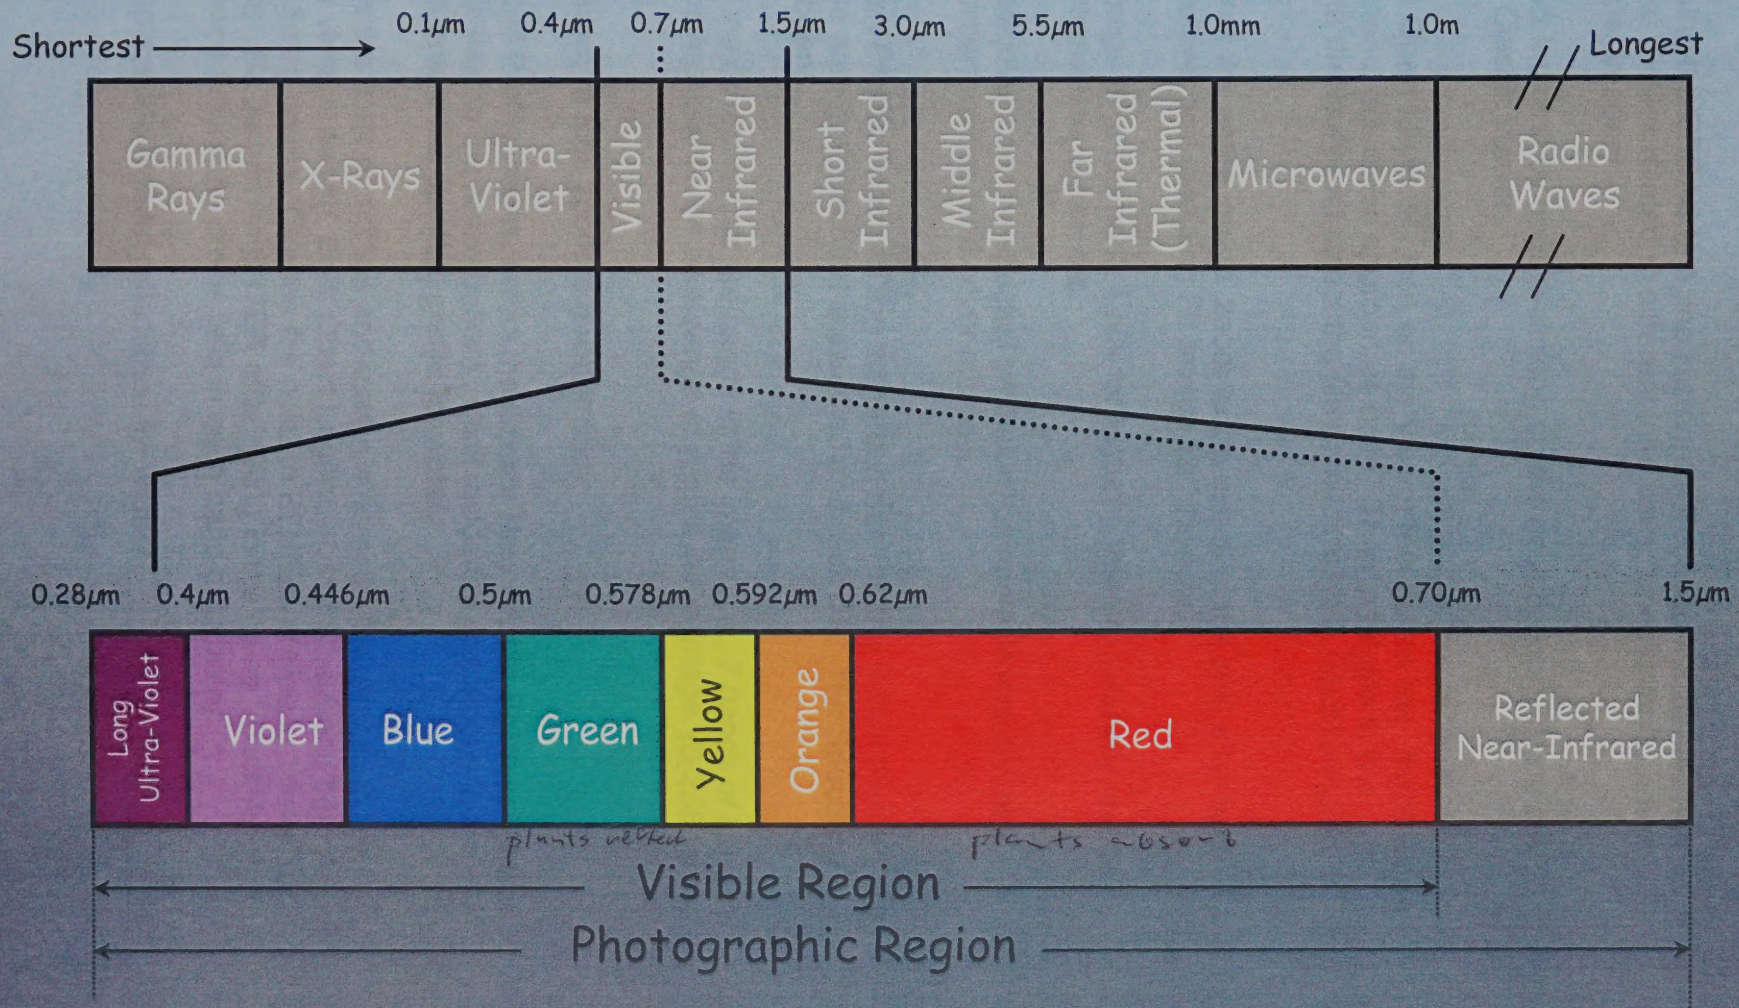 0.1µm 0.4µm 0.7µm 1.5µm 3.0µm 5.5µm 1.0mm 1.0m
Shortest Longest
Gamma
Rays
X-Rays
Ultra-
Violet
Visible
Near
Infrared
Short
Infrared
Middle
Infrared
Far
Infrared
(Thermal)
Microwaves
Radio
Waves
0.28µm 0.4µm 0.446µm 0.5µm 0.578µm 0.592µm 0.62µm 0.70µm 1.5µm
Long
Ultra-Violet
Violet
Blue
Green
Yellow
Orange
Red
Reflected
Near-Infrared
plants reflect plants absorb
Visible Region
Photographic Region